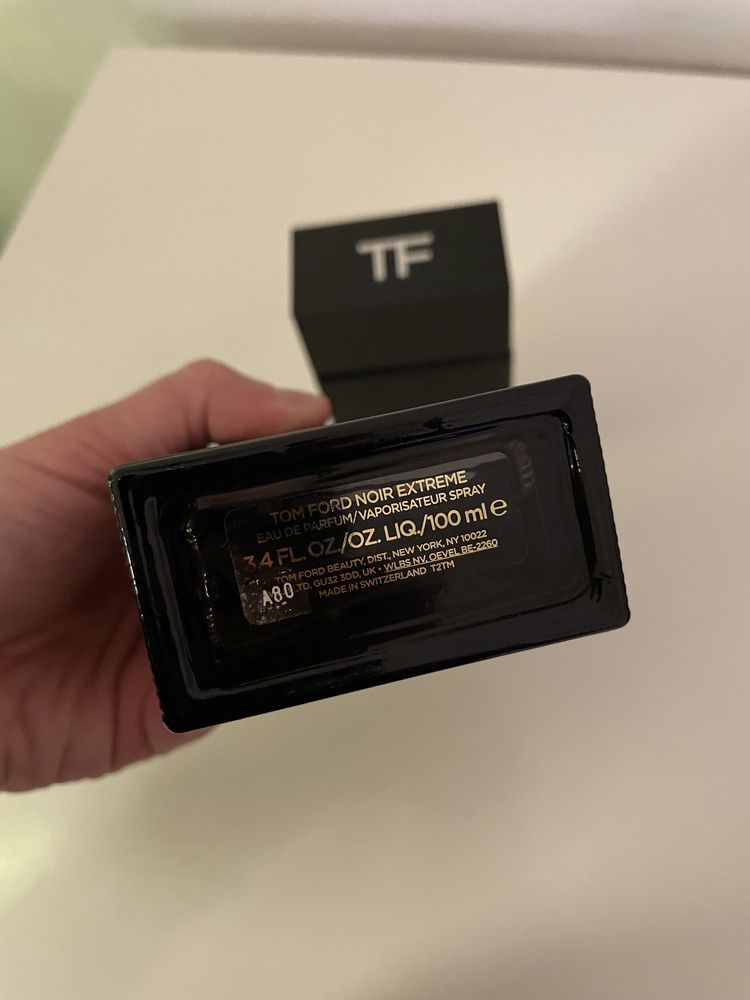 TF
TOM FORD NOIR EXTREME
EAU DE PARFUM/VAPORISATEUR SPRAY
3.4 FL. OZ./OZ. LIQ./100 ml e
TOM FORD BEAUTY, DIST., NEW YORK, NY 10022
LTD, GU32 3DD, UK • WLBS NV. OEVEL BE-2260
MADE IN SWITZERLAND T2TM
A80